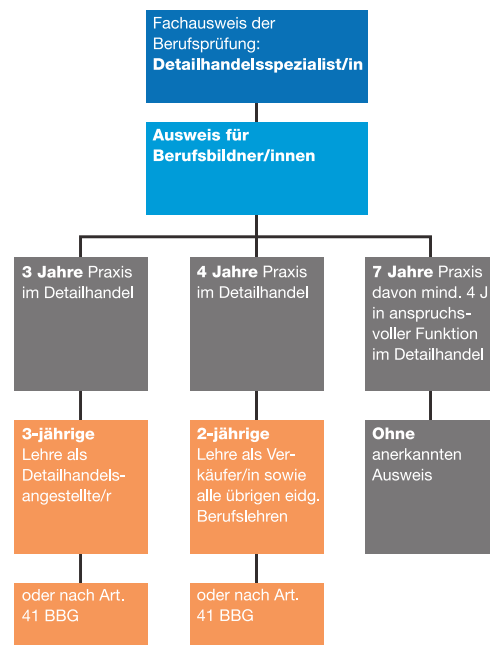 Fachausweis der
Berufsprüfung:
Detailhandelsspezialist/in
Ausweis für
Berufsbildner/innen
3 Jahre Praxis
im Detailhandel
4 Jahre Praxis
im Detailhandel
7 Jahre Praxis
davon mind. 4 J
in anspruchs-
voller Funktion
im Detailhandel
3-jährige
Lehre als
Detailhandels-
angestellte/r
2-jährige
Lehre als Ver-
käufer/in sowie
alle übrigen eidg.
Berufslehren
Ohne
anerkannten
Ausweis
oder nach Art.
41 BBG
oder nach Art.
41 BBG